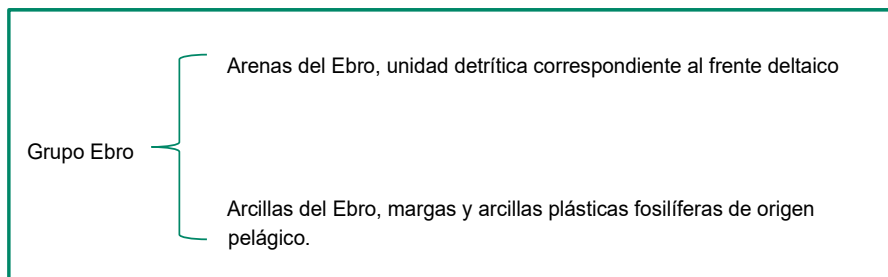 Arenas del Ebro, unidad detrítica correspondiente al frente deltaico
Grupo Ebro
Arcillas del Ebro, margas y arcillas plásticas fosilíferas de origen
pelágico.